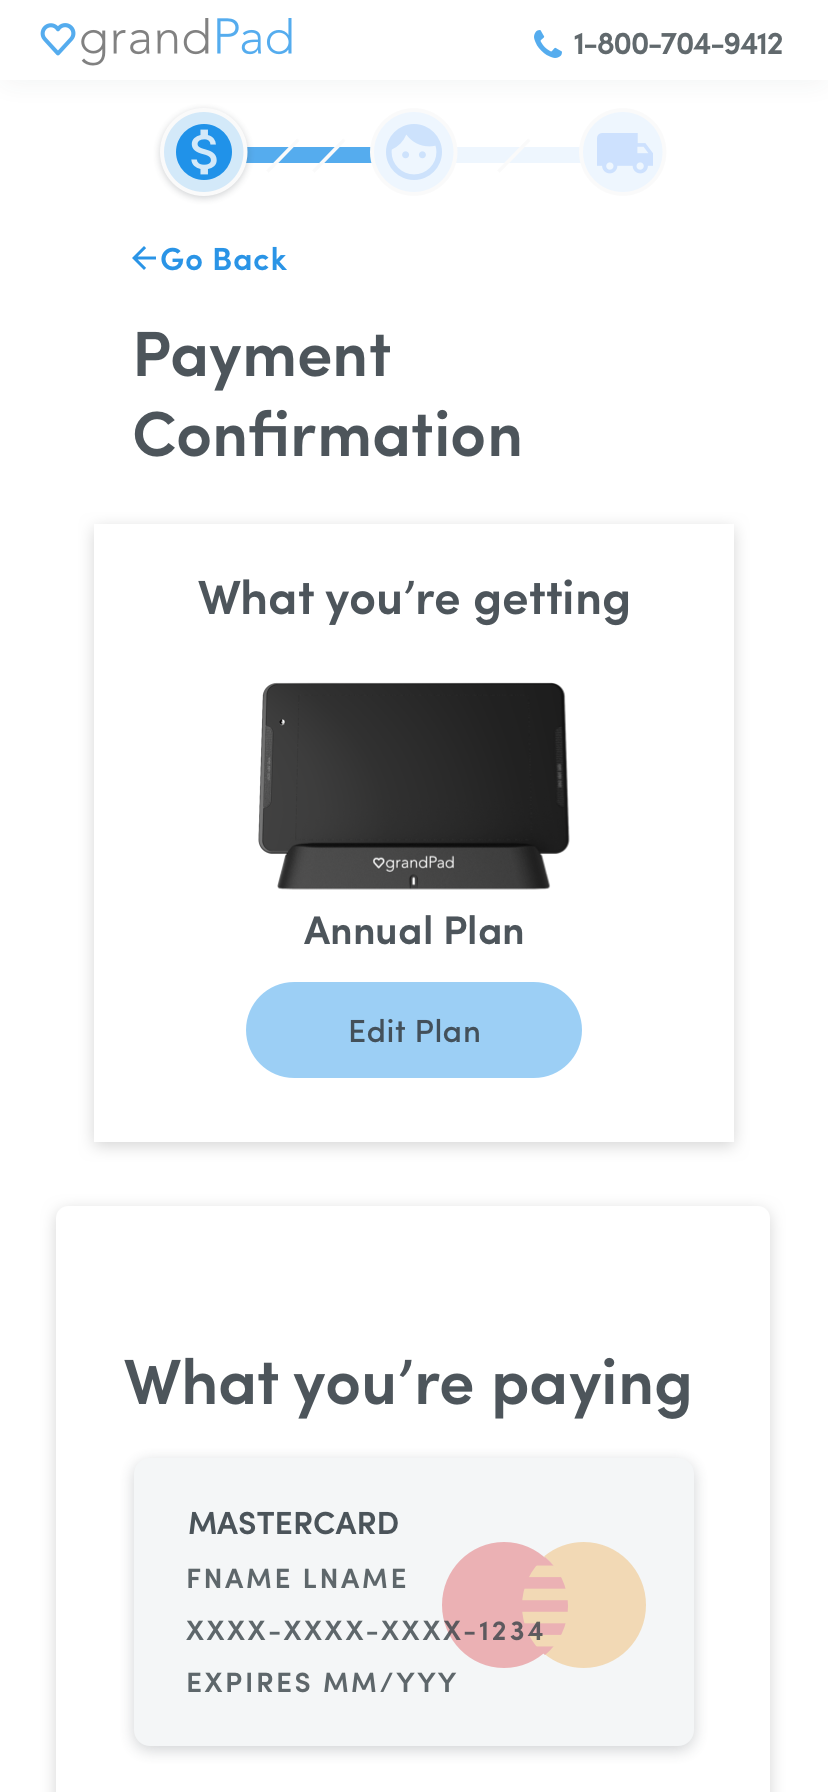 grandPad
1-800-704-9412
$
Go Back
Payment
Confirmation
What you’re getting
grandPad
Annual Plan
Edit Plan
What you’re paying
MASTERCARD
FNAME LNAME
XXXX-XXXX-XXXX-1234
EXPIRES MM/YYY